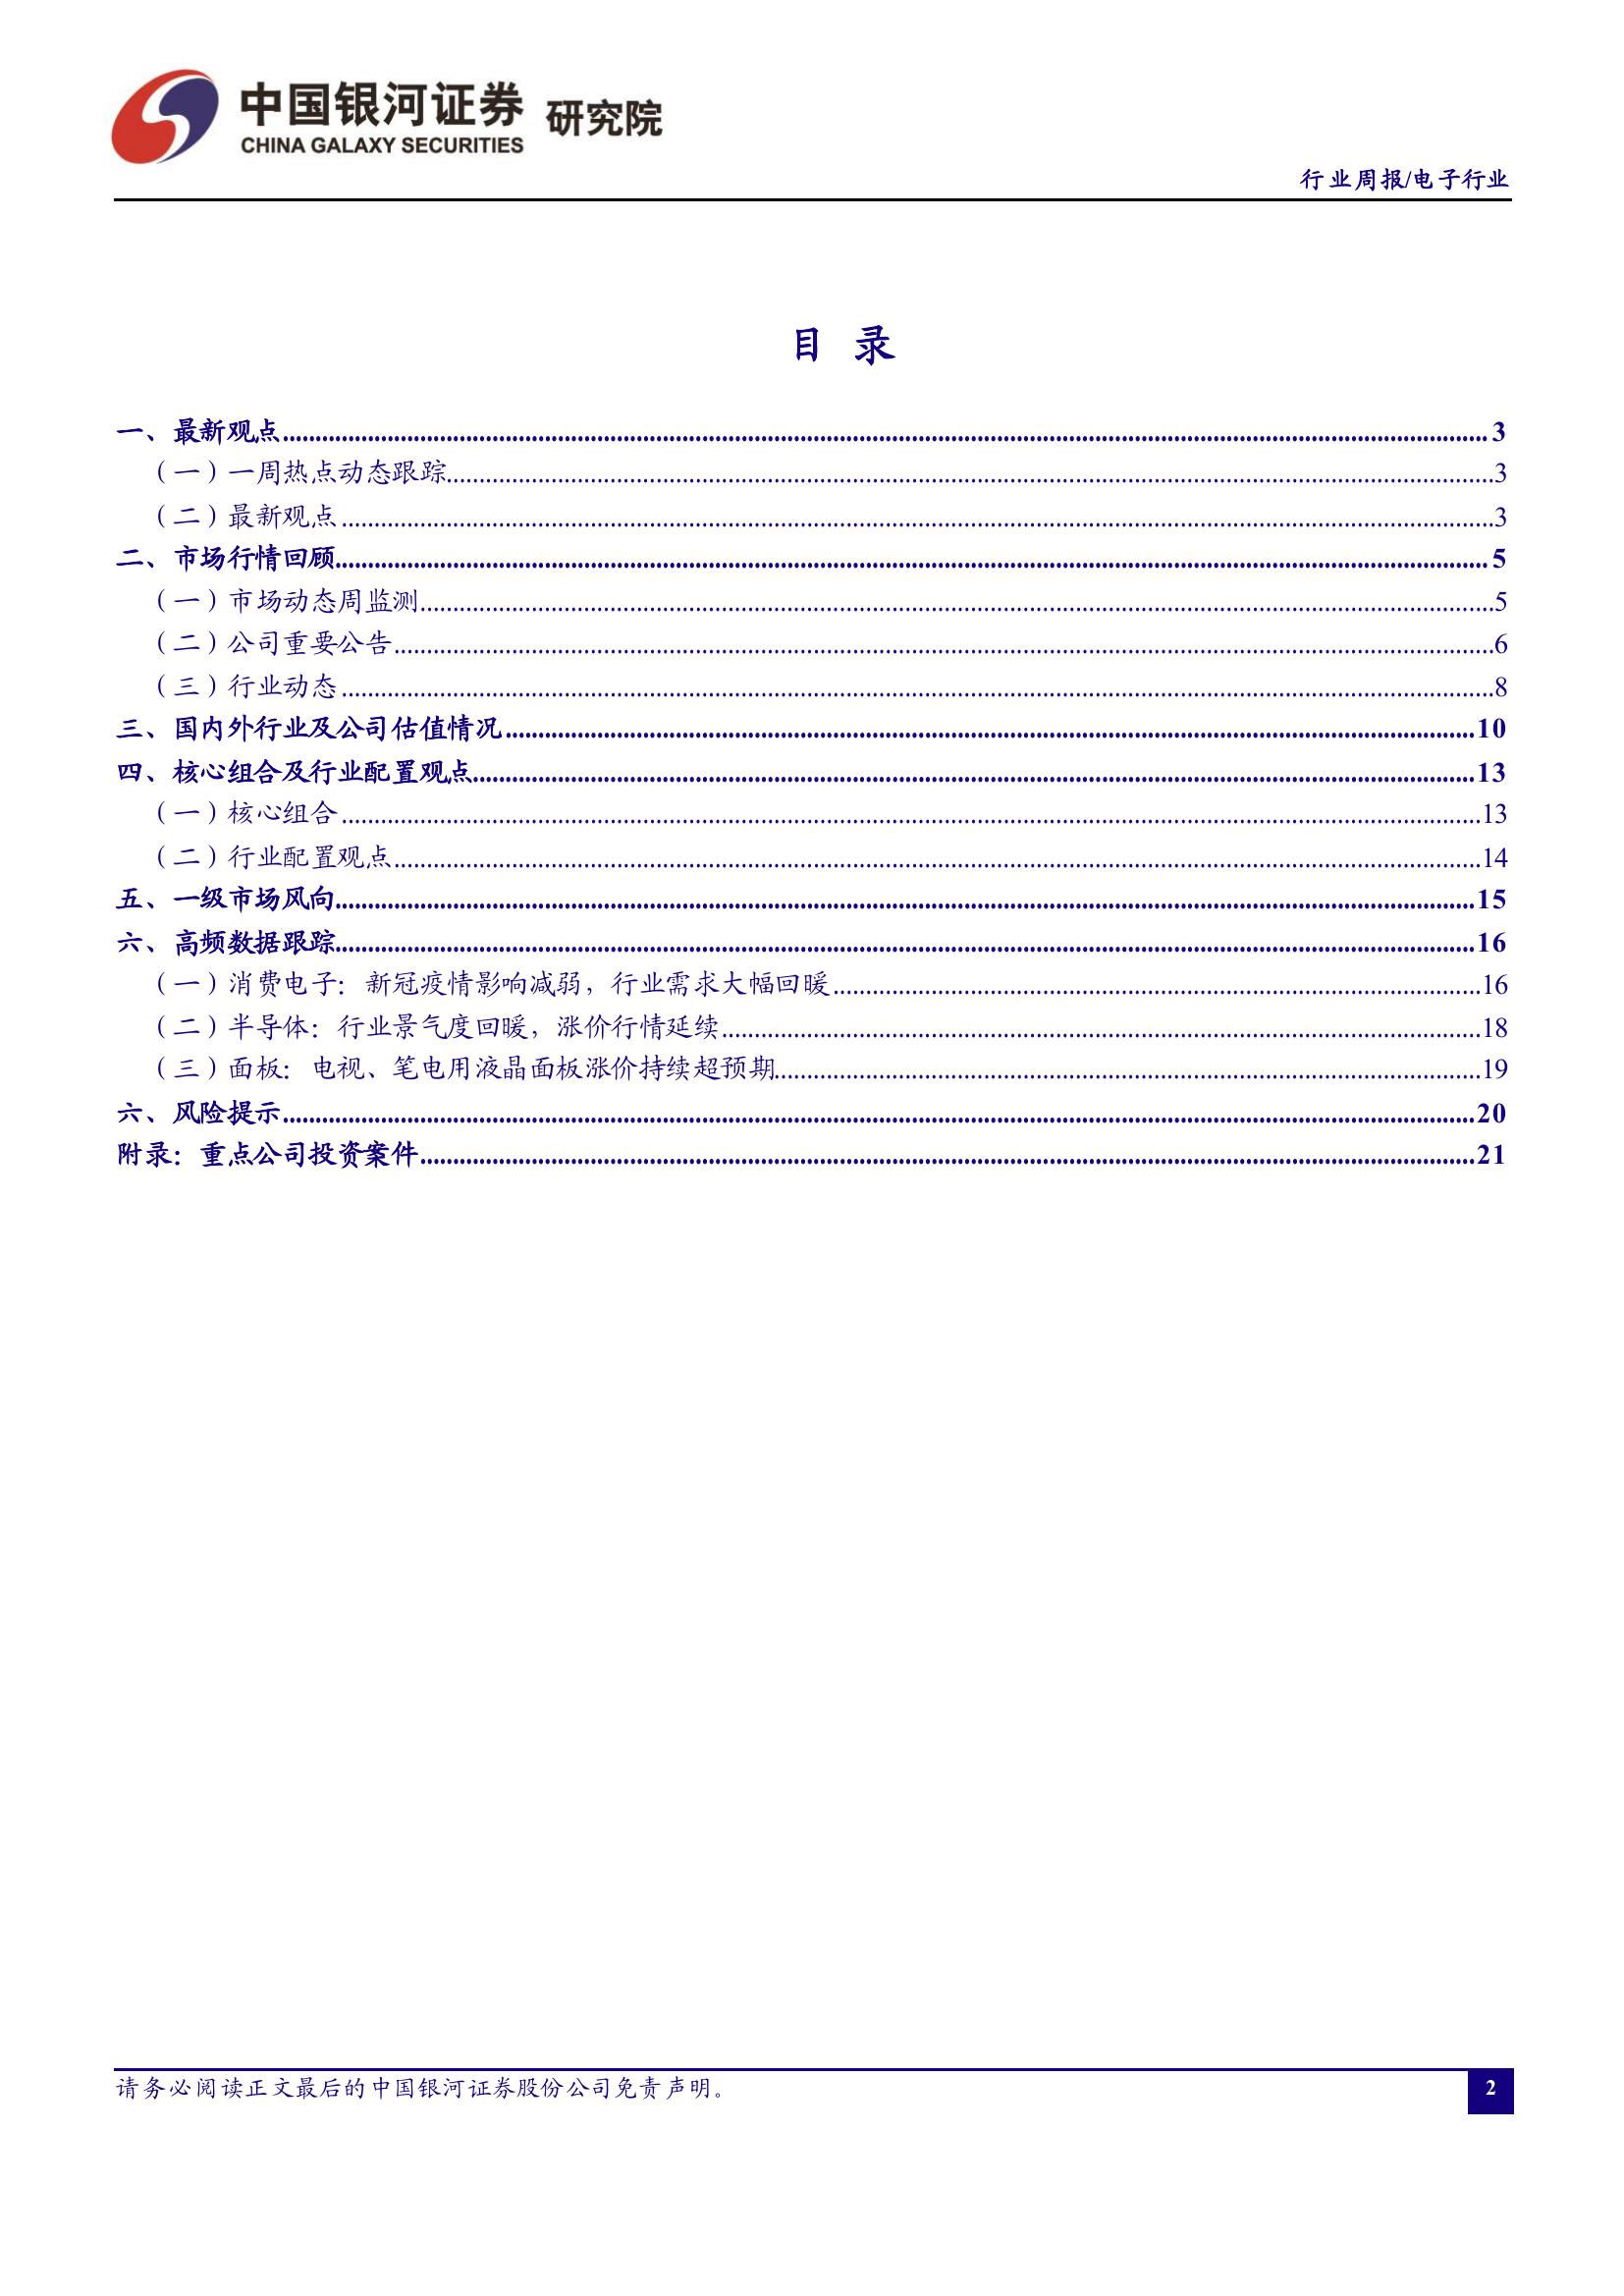 中国银河证券 研究院
CHINA GALAXY SECURITIES
行业周报/电子行业
目 录
一、最新观点 3
（一）一周热点动态跟踪 3
（二）最新观点 3
二、市场行情回顾 5
（一）市场动态周监测 5
（二）公司重要公告 6
（三）行业动态 8
三、国内外行业及公司估值情况 10
四、核心组合及行业配置观点 13
（一）核心组合 13
（二）行业配置观点 14
五、一级市场风向 15
六、高频数据跟踪 16
（一）消费电子：新冠疫情影响减弱，行业需求大幅回暖 16
（二）半导体：行业景气度回暖，涨价行情延续 18
（三）面板：电视、笔电用液晶面板涨价持续超预期 19
六、风险提示 20
附录：重点公司投资案件 21
请务必阅读正文最后的中国银河证券股份公司免责声明。
2